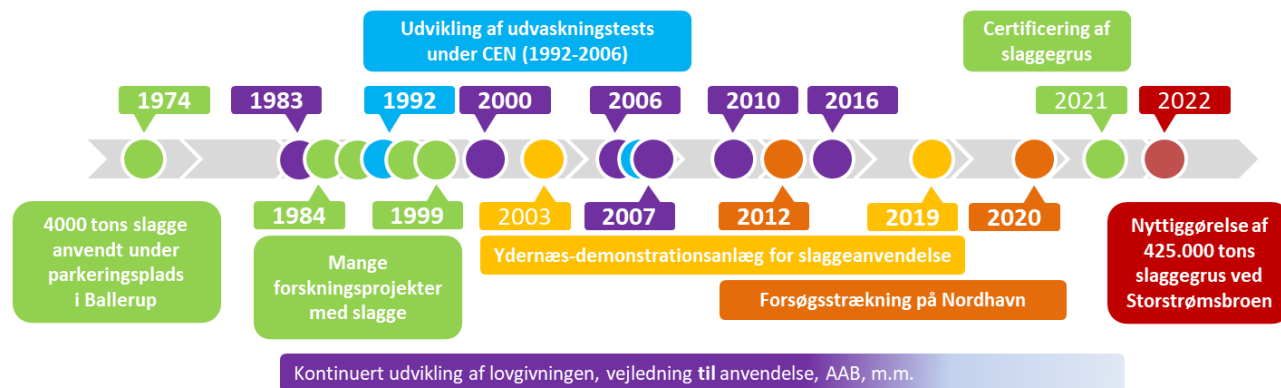 Udvikling af udvaskningstests
under CEN (1992-2006)
Certificering af
slaggegrus
1974
1983
1992
2000
2006
2010
2016
2021
2022
1984
1999
2003
2007
2012
2019
2020
4000 tons slagge
anvendt under
parkeringsplads
i Ballerup
Mange
forskningsprojekter
med slagge
Ydernæs-demonstrationsanlæg for slaggeanvendelse
Forsøgsstrækning på Nordhavn
Nyttiggørelse af
425.000 tons
slaggegrus ved
Storstrømsbroen
Kontinuert udvikling af lovgivningen, vejledning til anvendelse, AAB, m.m.